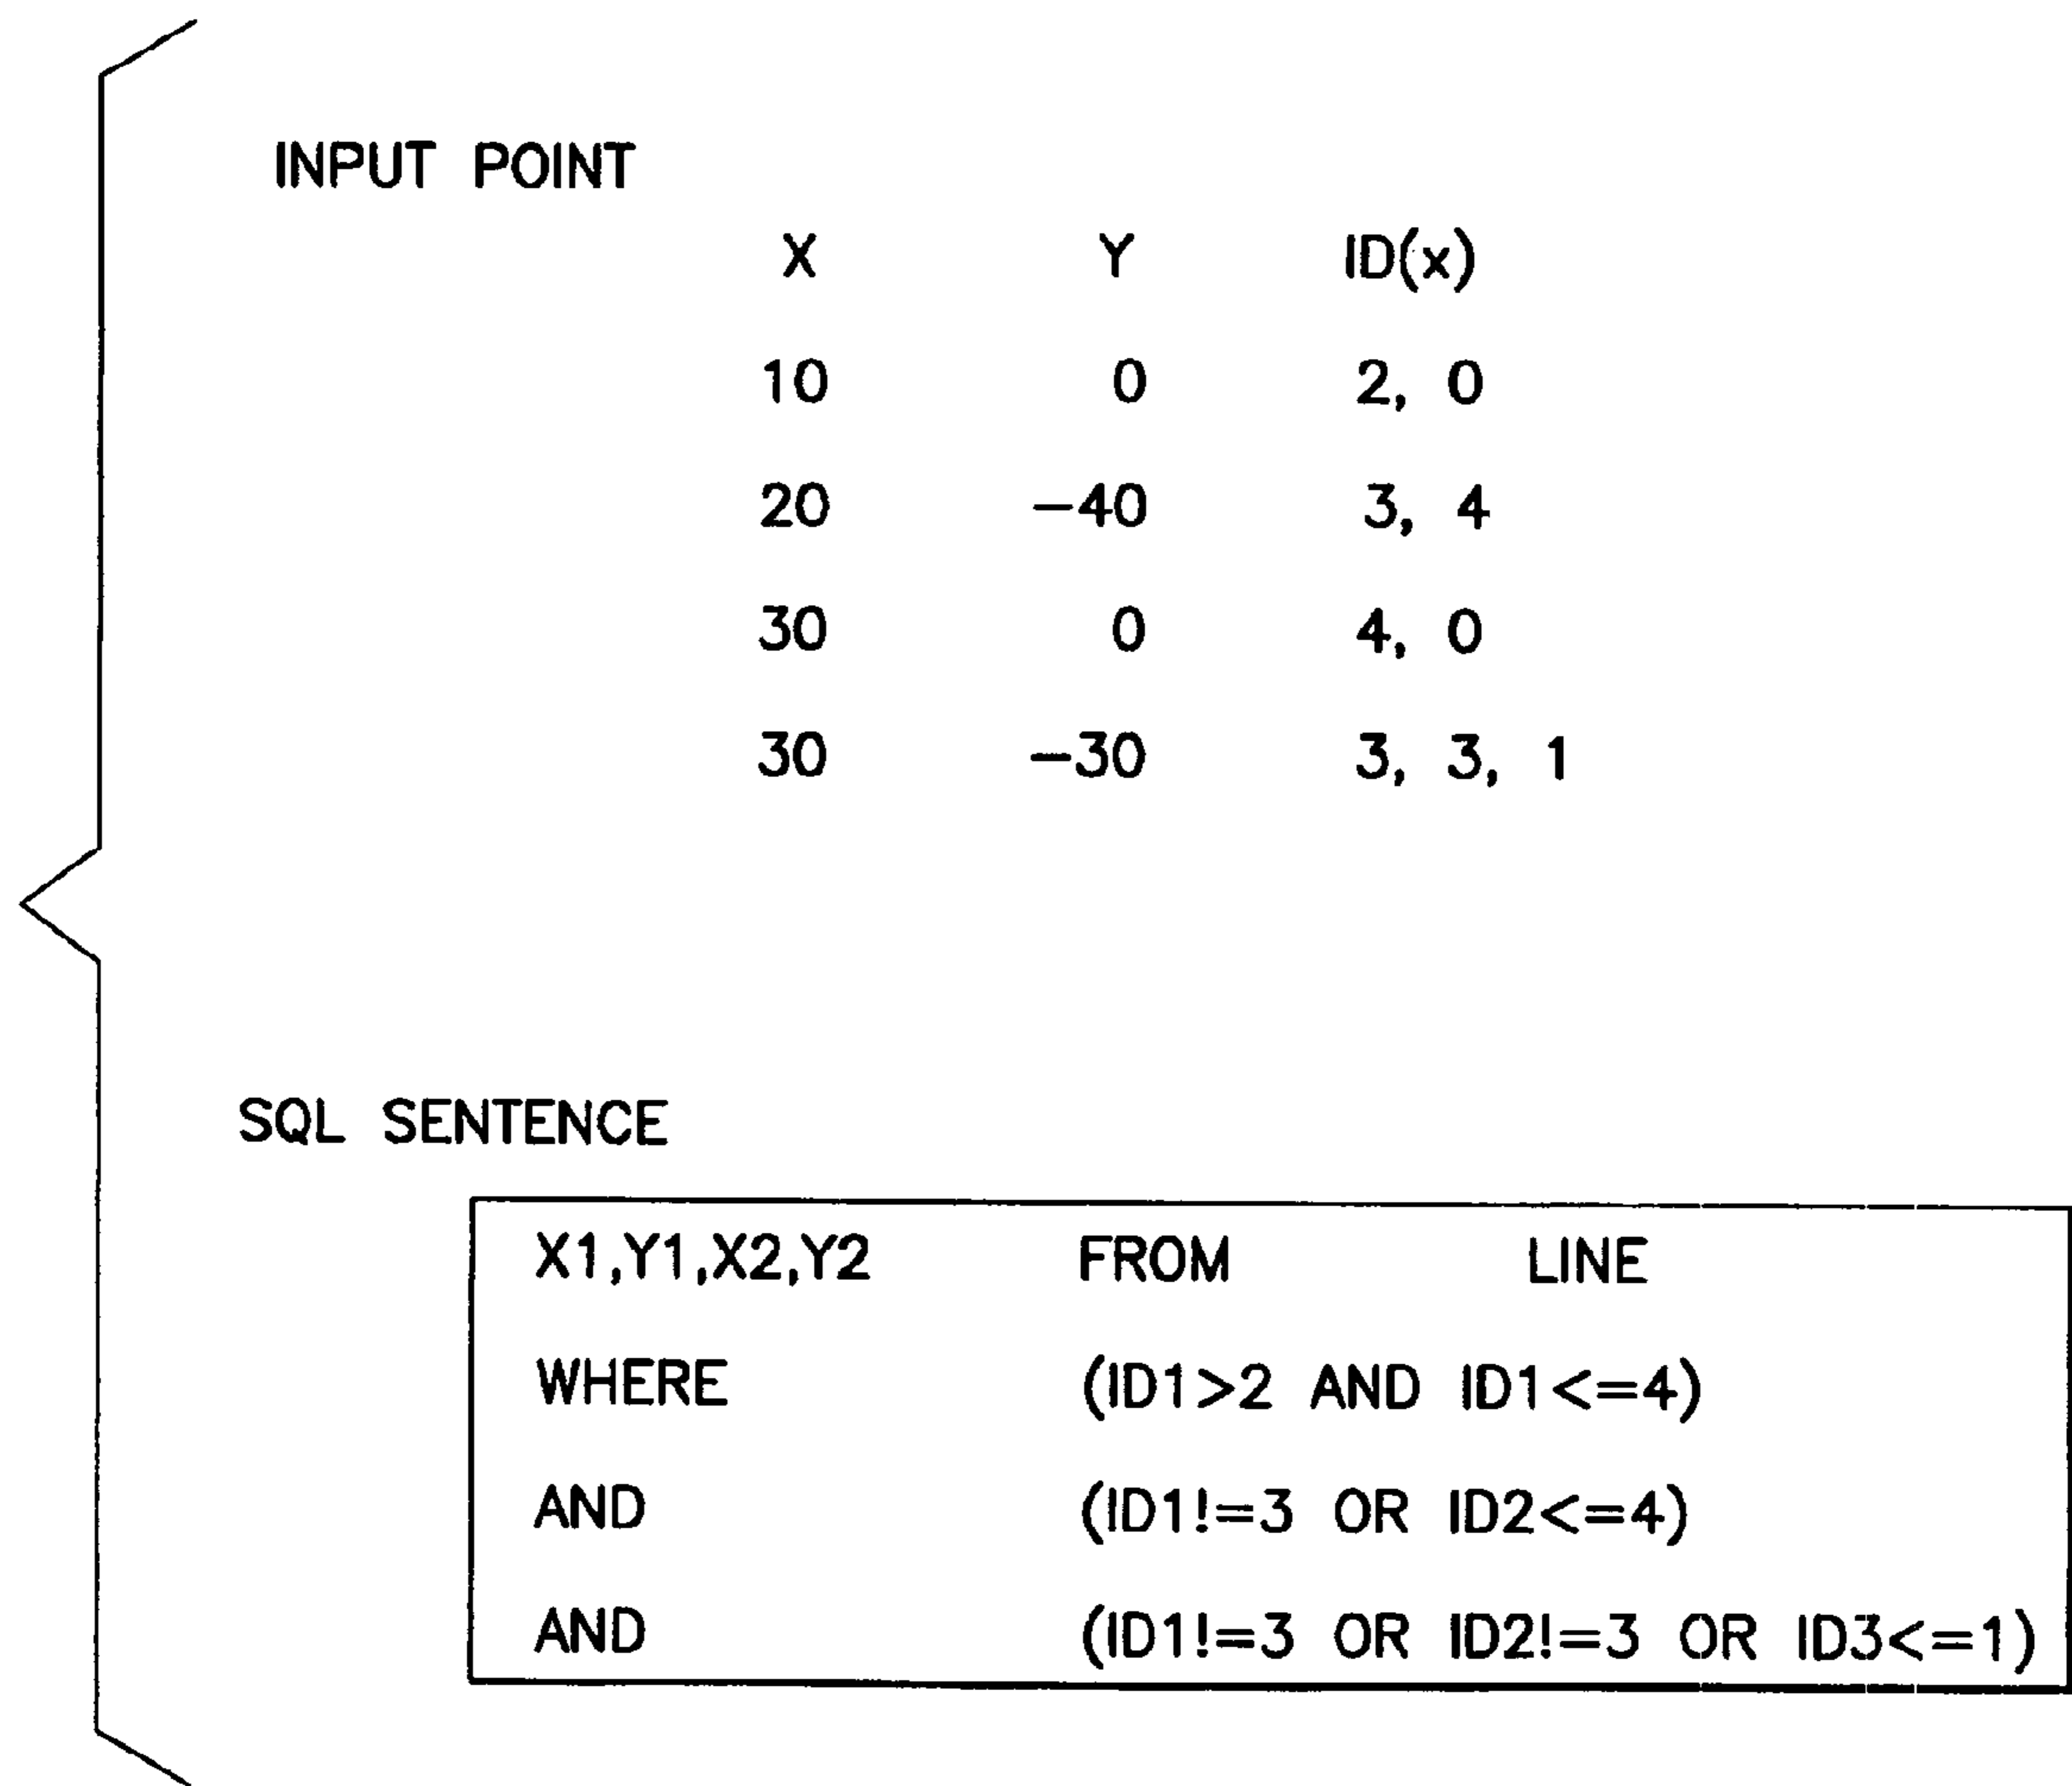 INPUT POINT
X Y ID(x)
10 0 2, 0
20 -40 3, 4
30 0 4, 0
30 -30 3, 3, 1
SQL SENTENCE
X1,Y1,X2,Y2 FROM LINE
WHERE (ID1>2 AND ID1<=4)
AND (ID1!=3 OR ID2<=4)
AND (ID1!=3 OR ID2!=3 OR ID3<=1)